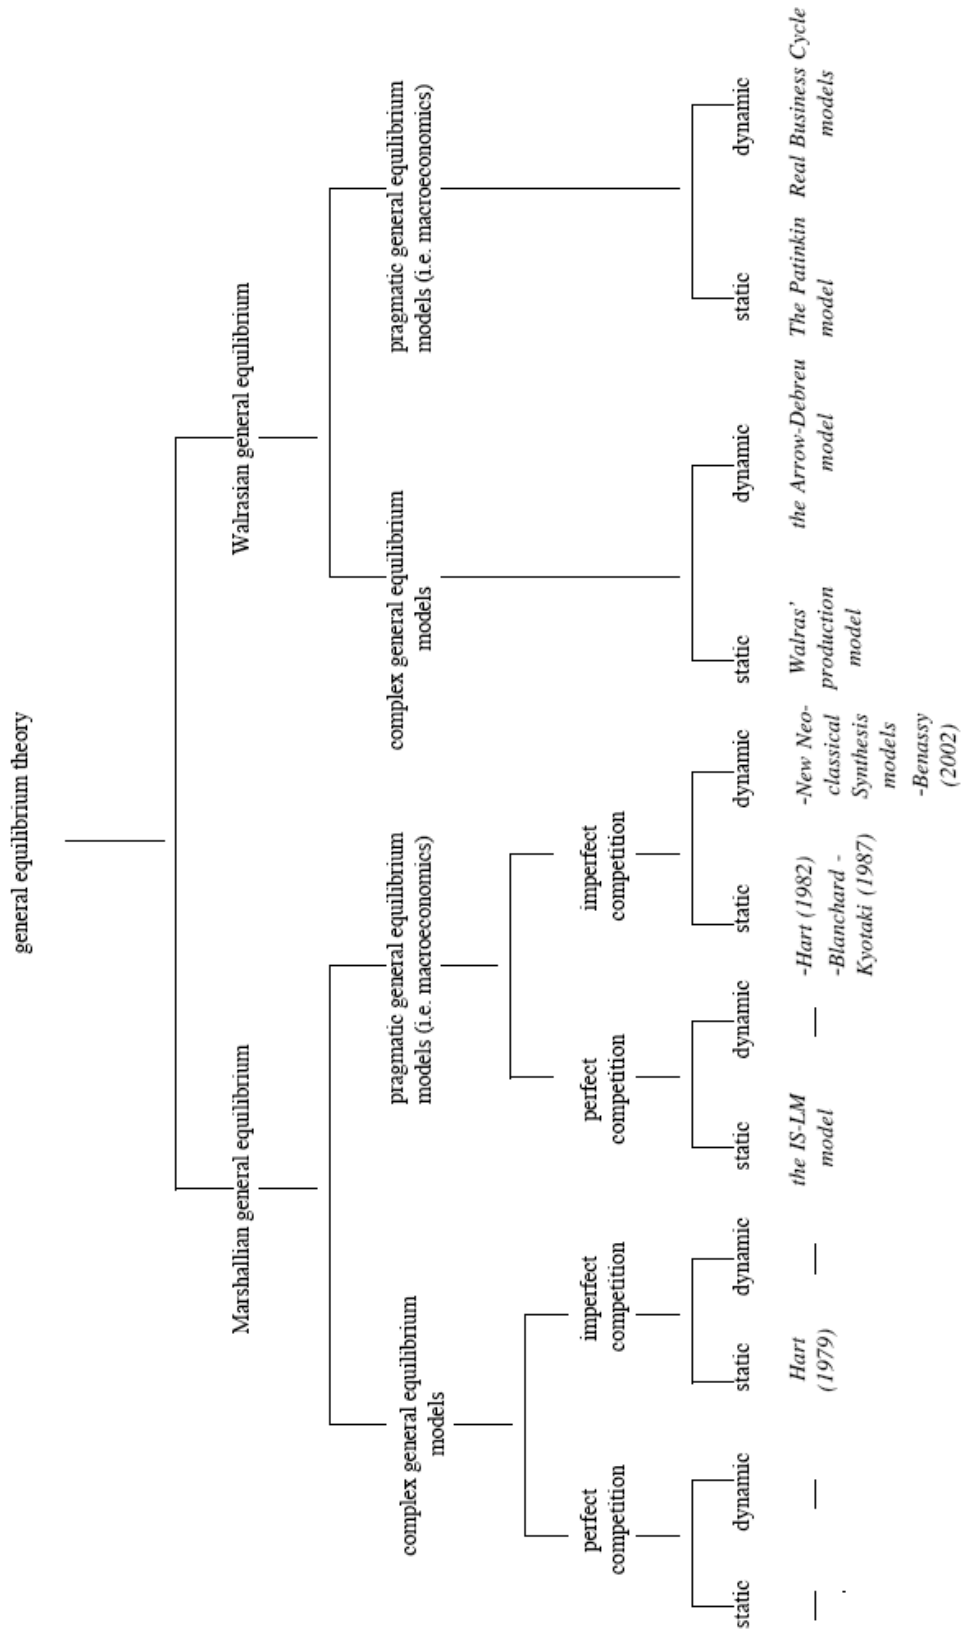 general equilibrium theory
Marshallian general equilibrium
Walrasian general equilibrium
complex general equilibrium
models
pragmatic general equilibrium
models (i.e. macroeconomics)
complex general equilibrium
models
pragmatic general equilibrium
models (i.e. macroeconomics)
perfect
competition
imperfect
competition
perfect
competition
imperfect
competition
static
dynamic
static
dynamic
static
dynamic
static
dynamic
static
dynamic
static
dynamic
—
—
Hart
(1979)
—
the IS-LM
model
—
-Hart (1982)
-Blanchard -
Kyotaki (1987)
-New Neo-
classical
Synthesis
models
-Benassy
(2002)
Walras'
production
model
the Arrow-Debreu
model
The Patinkin
model
Real Business Cycle
models